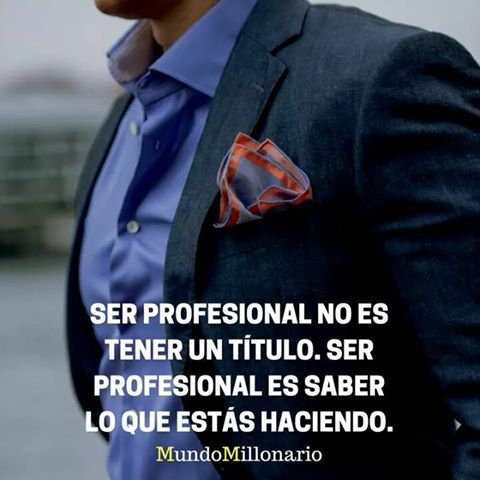 SER PROFESIONAL NO ES
TENER UN TÍTULO. SER
PROFESIONAL ES SABER
LO QUE ESTÁS HACIENDO.
MundoMillonario